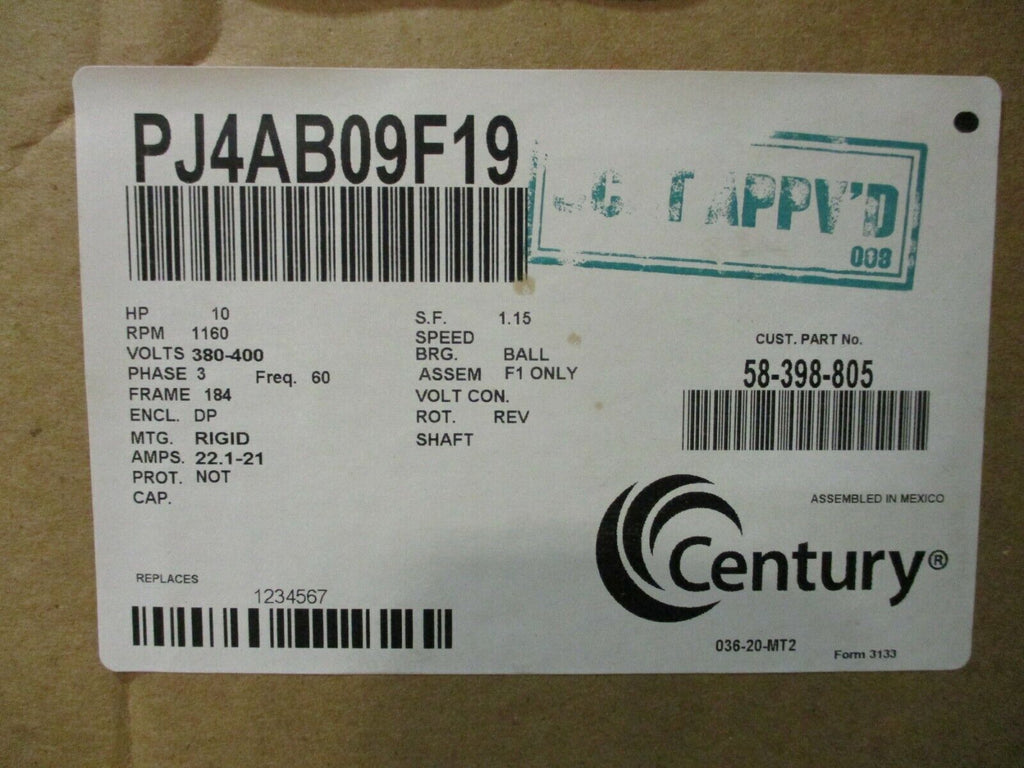 PJ4AB09F19
APPV'D
008
HP 10
RPM 1160
VOLTS 380-400
PHASE 3 Freq. 60
FRAME 184
ENCL. DP
MTG. RIGID
AMPS. 22.1-21
PROT. NOT
CAP.
S.F. 1.15
SPEED
BRG. BALL
ASSEM F1 ONLY
VOLT CON.
ROT. REV
SHAFT
CUST. PART No.
58-398-805
ASSEMBLED IN MEXICO
Century®
REPLACES
1234567
036-20-MT2
Form 3133